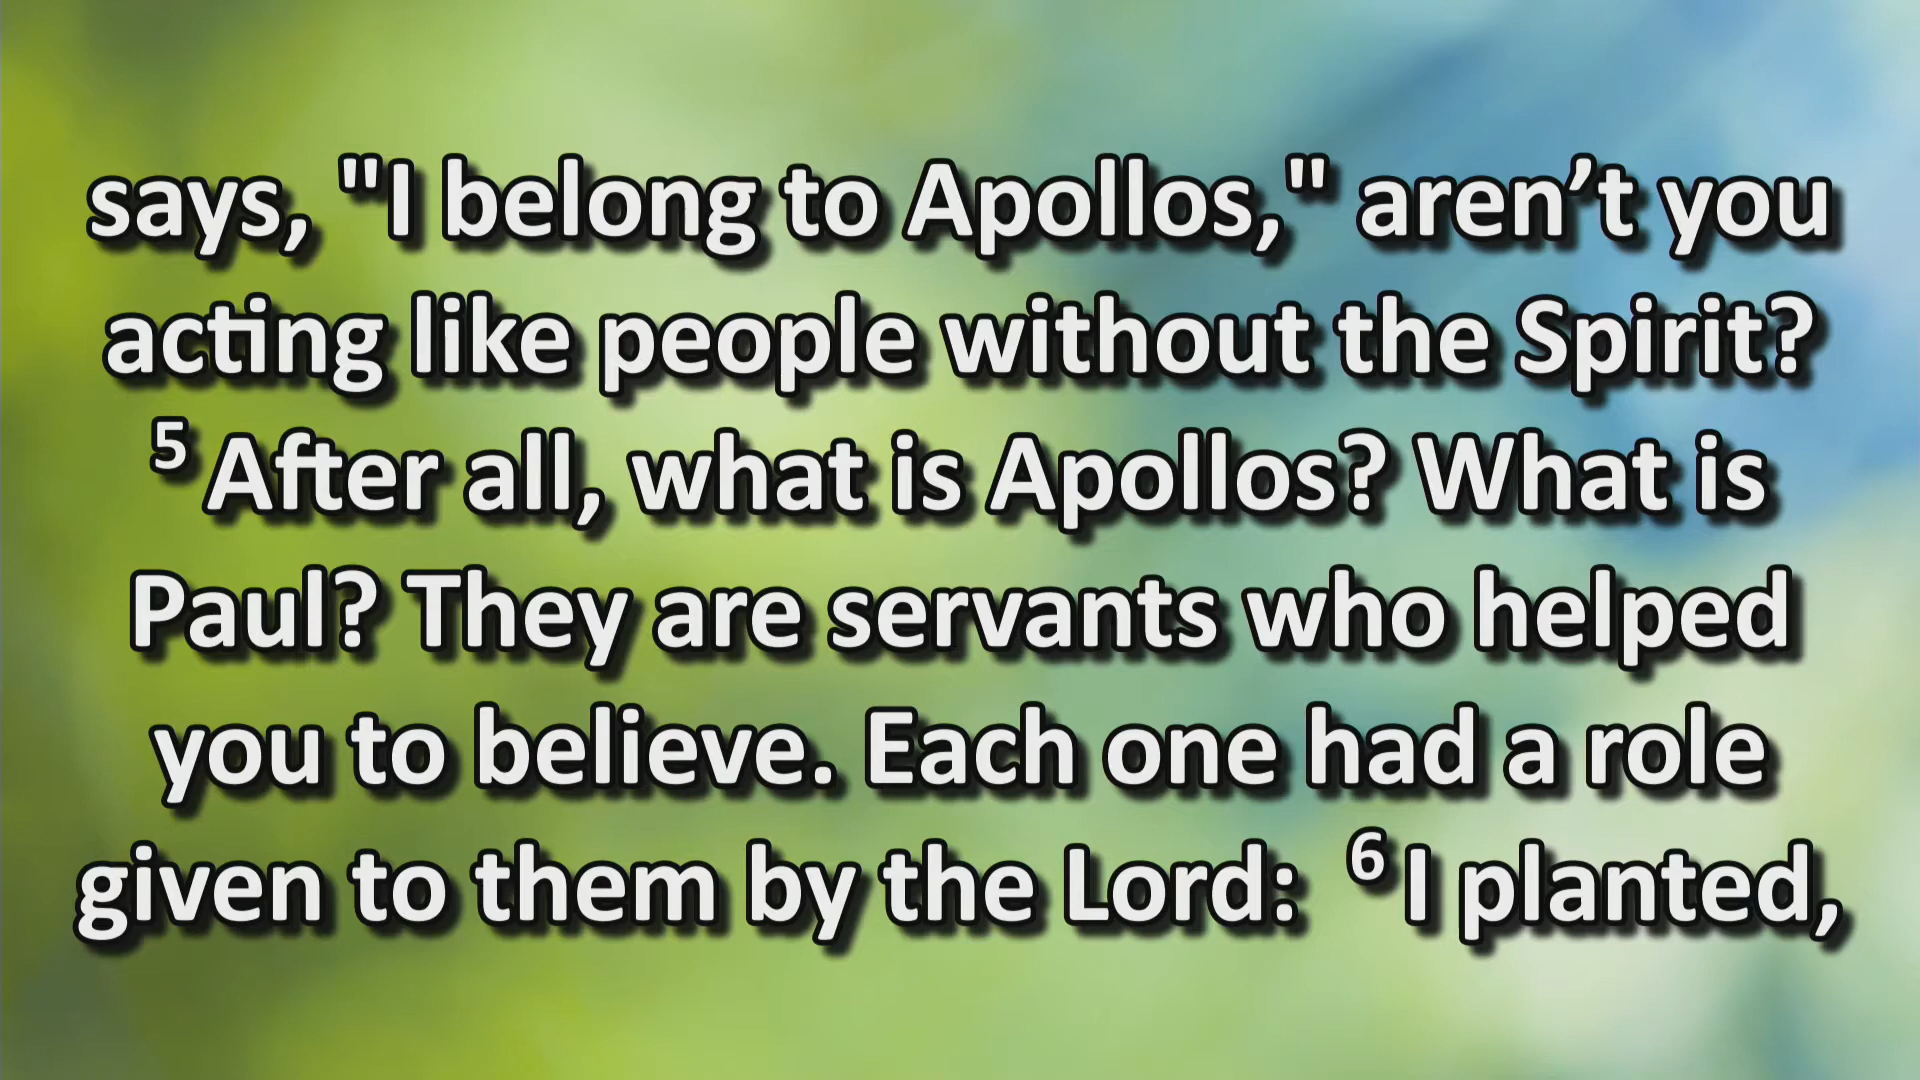 says, "I belong to Apollos," aren’t you
acting like people without the Spirit?
5 After all, what is Apollos? What is
Paul? They are servants who helped
you to believe. Each one had a role
given to them by the Lord: 6 I planted,